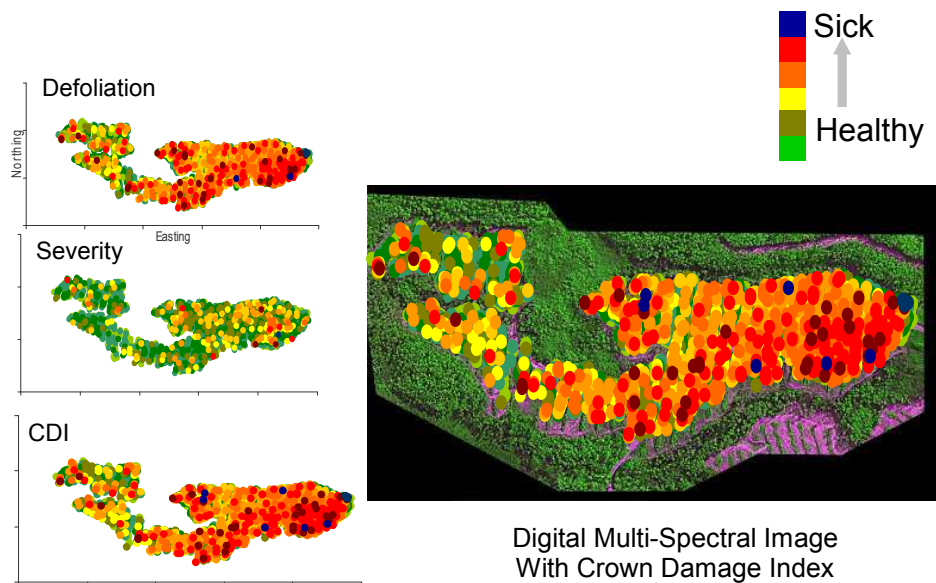 Sick
Healthy
Defoliation
Northing
Easting
Severity
CDI
Digital Multi-Spectral Image
With Crown Damage Index